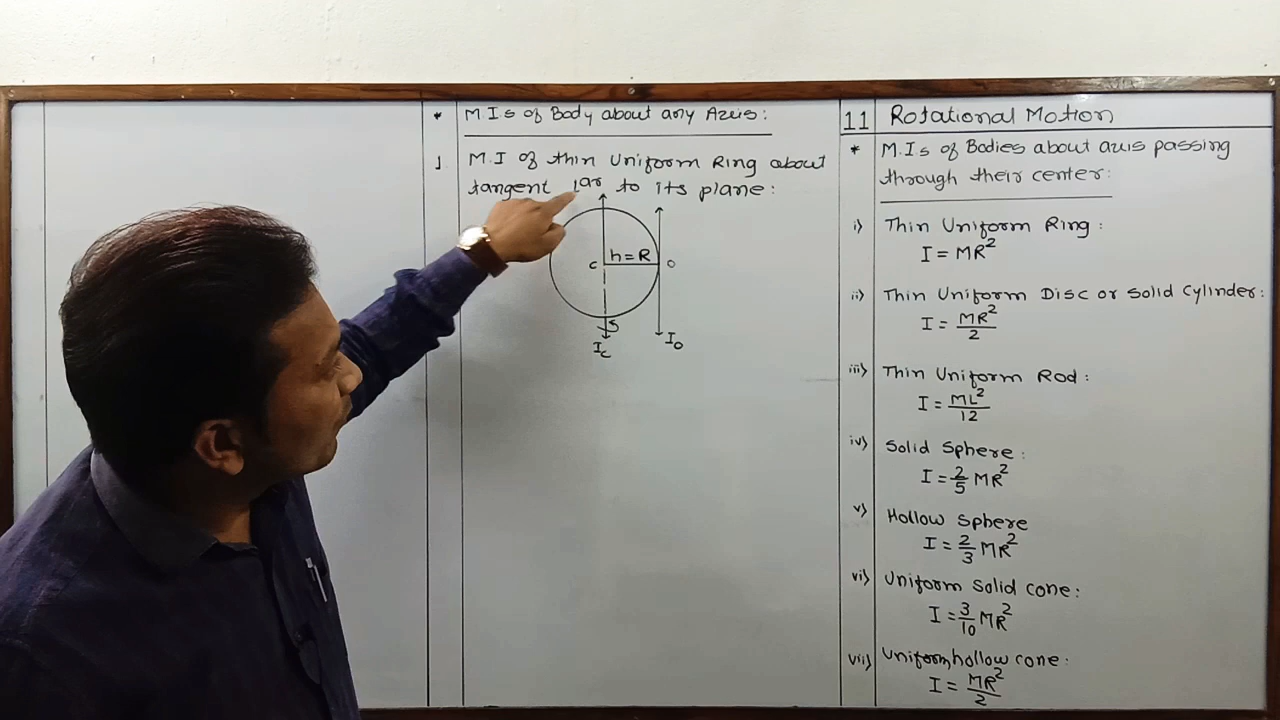 * M I s of Body about any Axis:
1. M.I of thin Uniform Ring about
tangent ⊥ar to its plane:
h = R
C
O
I_C
I_O
11 Rotational Motion
* M.Is of Bodies about axis passing
through their center:
i) Thin Uniform Ring:
I = MR²
ii) Thin Uniform Disc or Solid Cylinder:
I = MR²/2
iii) Thin Uniform Rod:
I = ML²/12
iv) Solid Sphere:
I = 2/5 MR²
v) Hollow Sphere
I = 2/3 MR²
vi) Uniform Solid cone:
I = 3/10 MR²
vii) Uniform hollow cone:
I = MR²/2